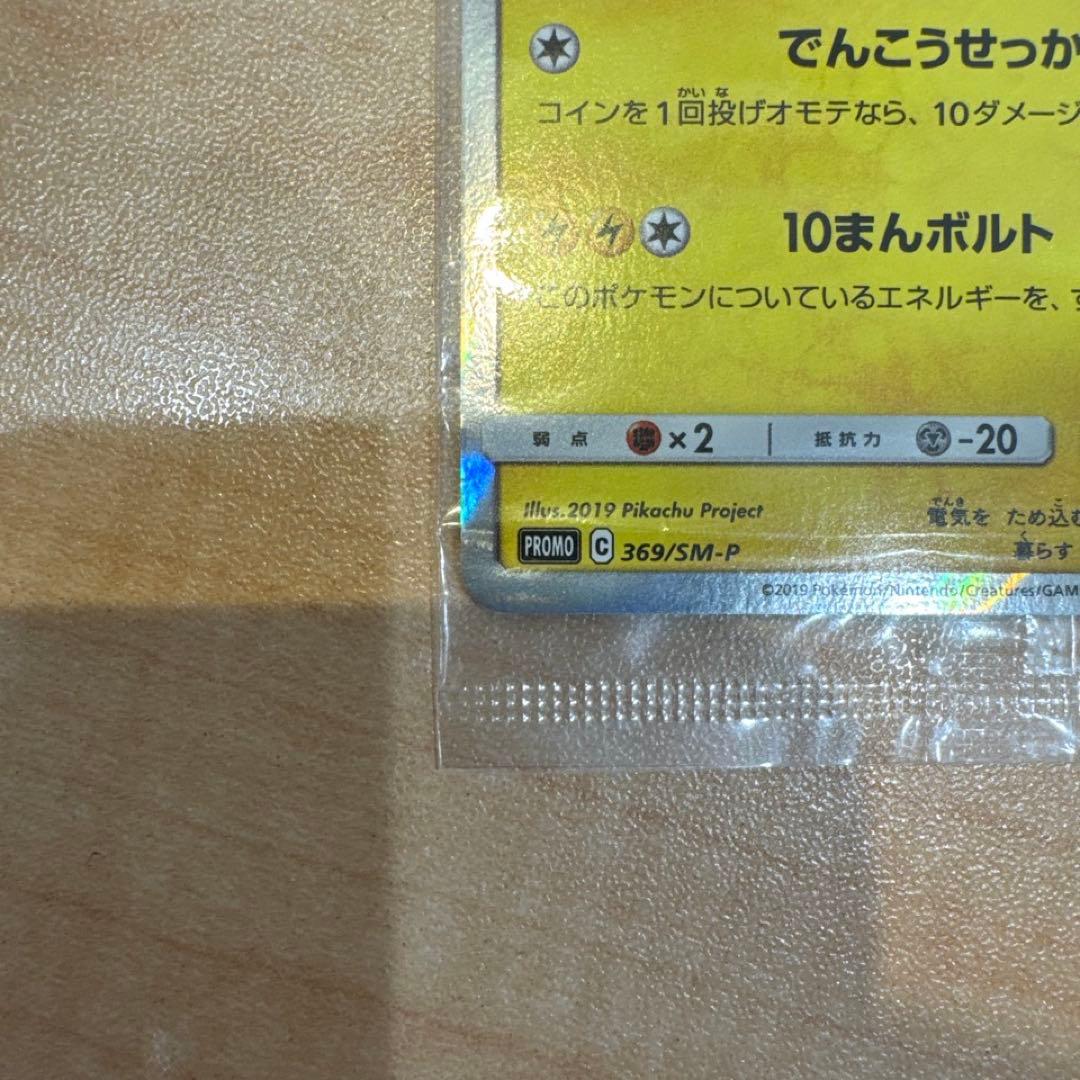 でんこうせっか
かい な
コインを1回投げオモテなら、10ダメージ
10まんボルト
このポケモンについているエネルギーを、
弱点 ×2 抵抗力 -20
Illus.2019 Pikachu Project
でんき こ
電気を ため込む
く
暮らす
PROMO C 369/SM-P
©2019 Pokémon/Nintendo/Creatures/GAM